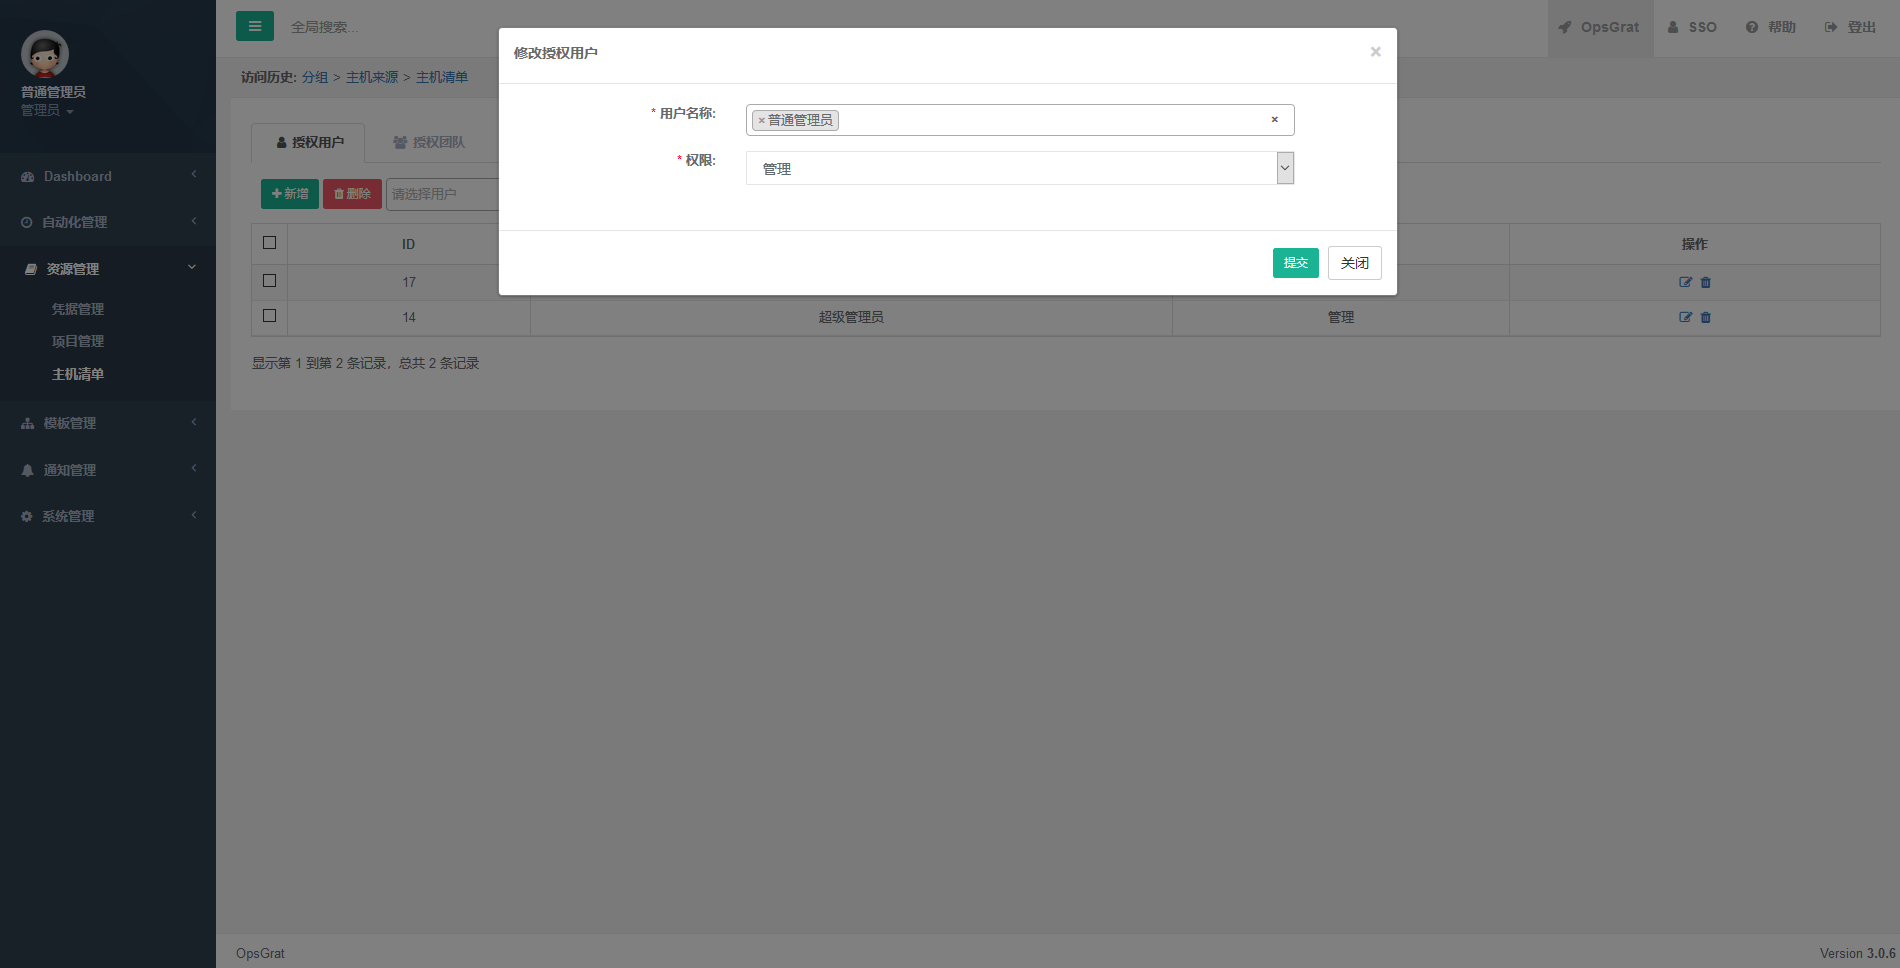 普通管理员
管理员
Dashboard
自动化管理
资源管理
凭据管理
项目管理
主机清单
模板管理
通知管理
系统管理
全局搜索...
OpsGrat
SSO
帮助
登出
访问历史: 分组 > 主机来源 > 主机清单
授权用户
授权团队
新增
删除
请选择用户
ID
操作
17
14
超级管理员
管理
显示第 1 到第 2 条记录，总共 2 条记录
修改授权用户
×
* 用户名称:
×普通管理员
×
* 权限:
管理
提交
关闭
OpsGrat
Version 3.0.6